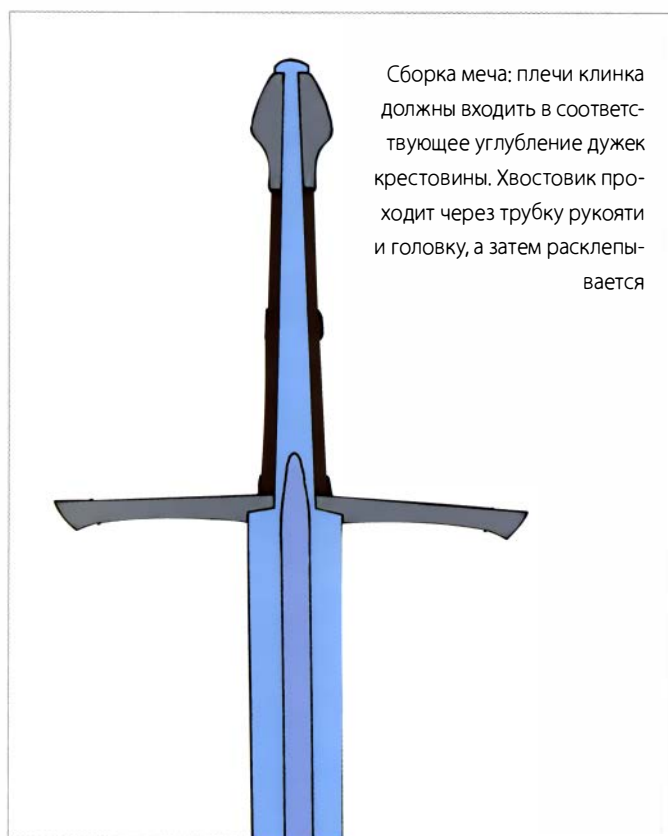 Сборка меча: плечи клинка
должны входить в соответс-
твующее углубление дужек
крестовины. Хвостовик про-
ходит через трубку рукояти
и головку, а затем расклепы-
вается